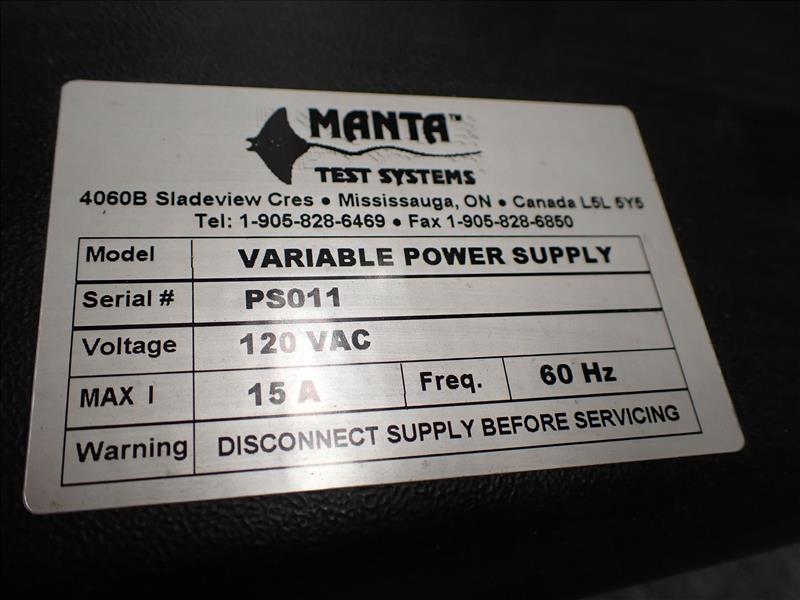 MANTA™
TEST SYSTEMS
4060B Sladeview Cres • Mississauga, ON • Canada L5L 5Y5
Tel: 1-905-828-6469 • Fax 1-905-828-6850
Model VARIABLE POWER SUPPLY
Serial # PS011
Voltage 120 VAC
MAX I 15 A Freq. 60 Hz
Warning DISCONNECT SUPPLY BEFORE SERVICING